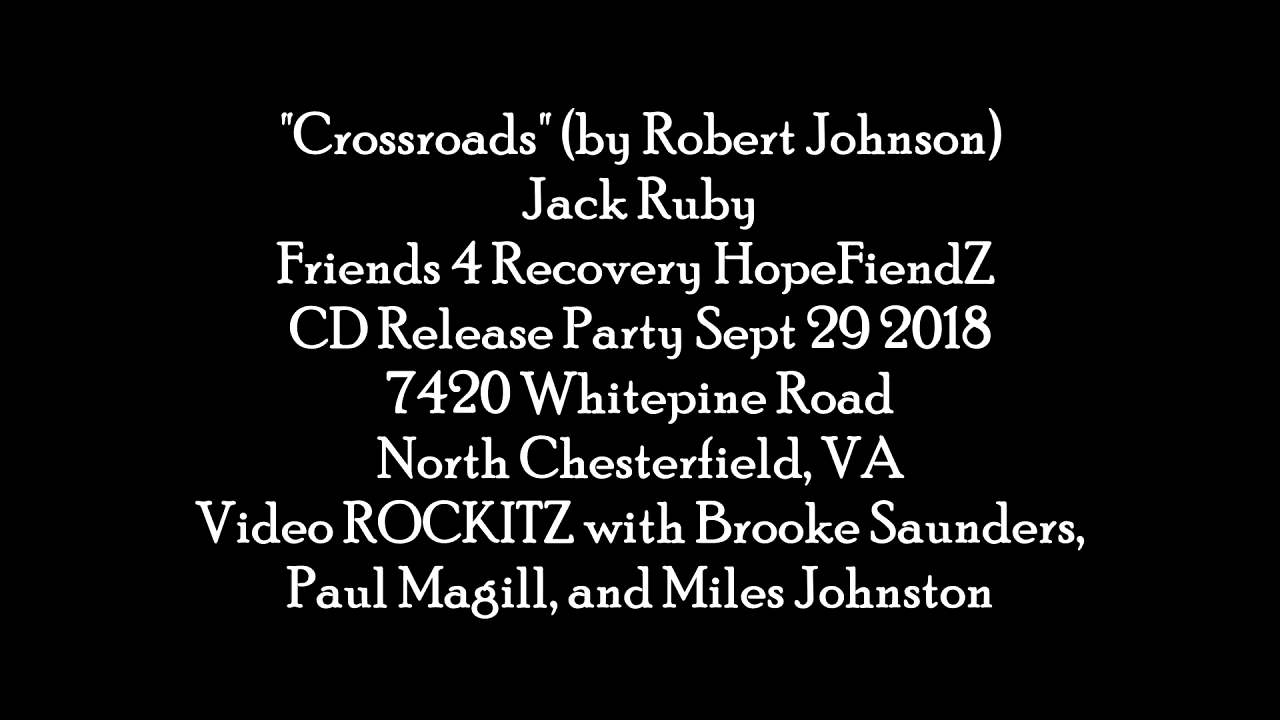 "Crossroads" (by Robert Johnson)
Jack Ruby
Friends 4 Recovery HopeFiendZ
CD Release Party Sept 29 2018
7420 Whitepine Road
North Chesterfield, VA
Video ROCKITZ with Brooke Saunders,
Paul Magill, and Miles Johnston